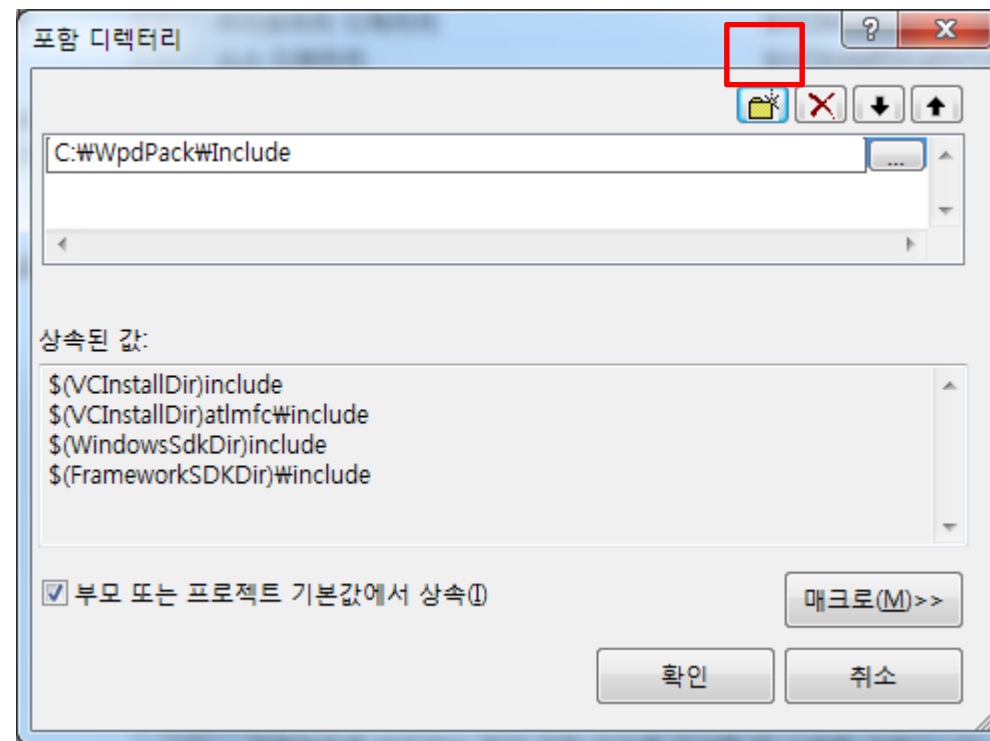 포함 디렉터리
C:₩WpdPack₩Include
...
상속된 값:
$(VCInstallDir)include
$(VCInstallDir)atlmfc₩include
$(WindowsSdkDir)include
$(FrameworkSDKDir)₩include
부모 또는 프로젝트 기본값에서 상속(I)
매크로(M)>>
확인
취소